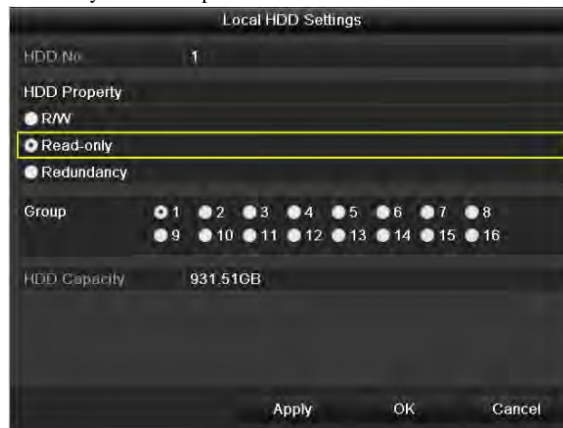 Local HDD Settings
HDD No. 1
HDD Property
R/W
Read-only
Redundancy
Group 1 2 3 4 5 6 7 8
9 10 11 12 13 14 15 16
HDD Capacity 931.51GB
Apply OK Cancel